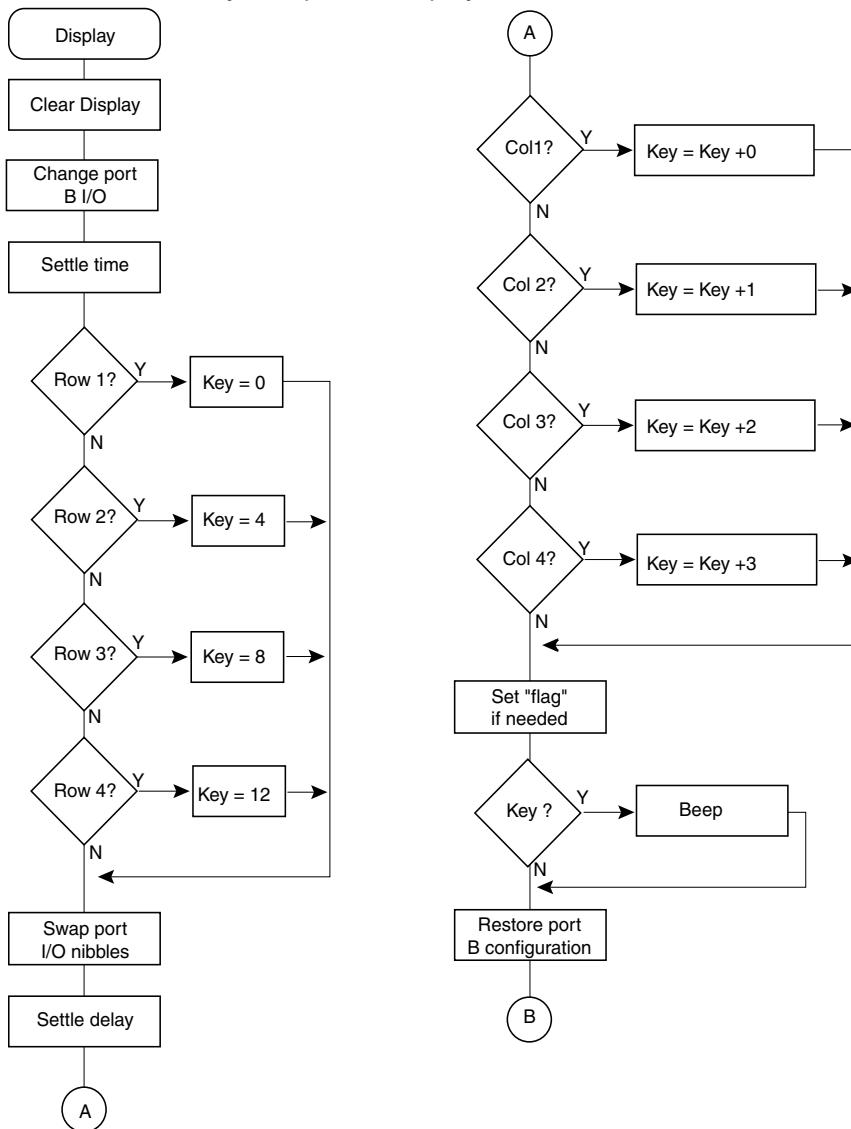 Display
Clear Display
Change port
B I/O
Settle time
Row 1?
Y
Key = 0
N
Row 2?
Y
Key = 4
N
Row 3?
Y
Key = 8
N
Row 4?
Y
Key = 12
N
Swap port
I/O nibbles
Settle delay
A
A
Col1?
Y
Key = Key +0
N
Col 2?
Y
Key = Key +1
N
Col 3?
Y
Key = Key +2
N
Col 4?
Y
Key = Key +3
N
Set "flag"
if needed
Key ?
Y
Beep
N
Restore port
B configuration
B